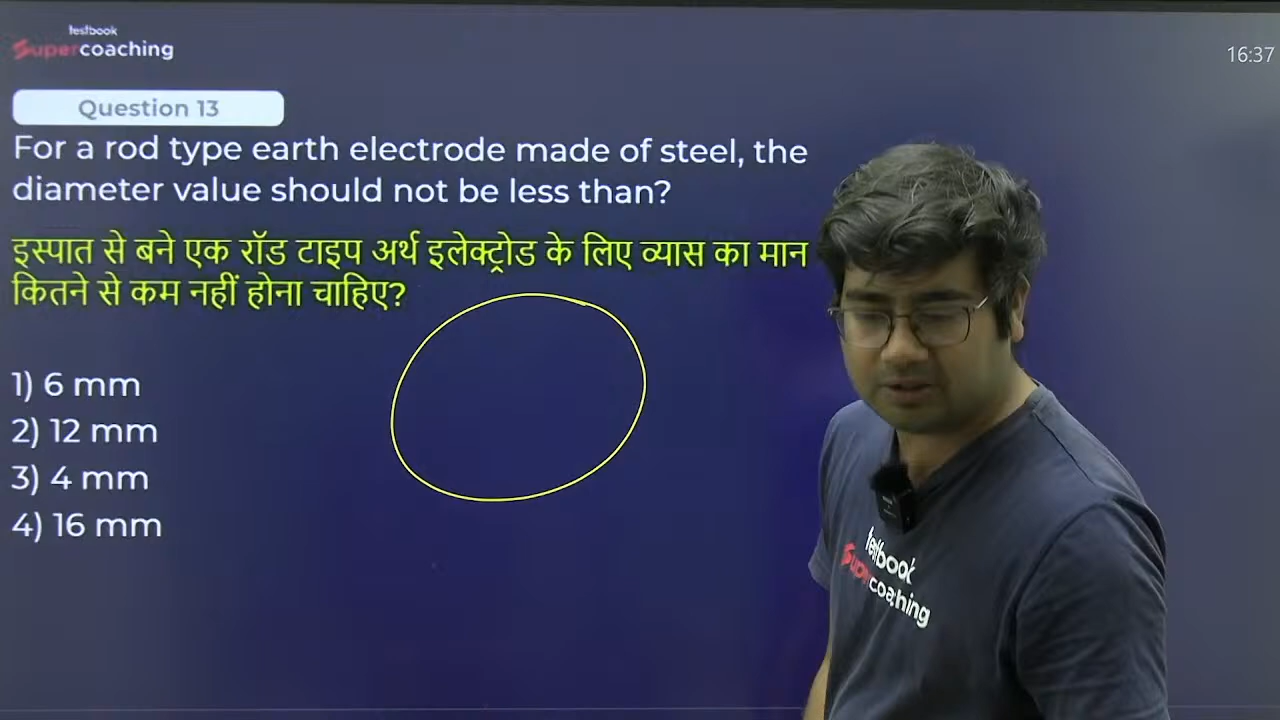 testbook
Supercoaching
16:37
Question 13
For a rod type earth electrode made of steel, the
diameter value should not be less than?
इस्पात से बने एक रॉड टाइप अर्थ इलेक्ट्रोड के लिए व्यास का मान
कितने से कम नहीं होना चाहिए?
1) 6 mm
2) 12 mm
3) 4 mm
4) 16 mm
testbook
Supercoaching